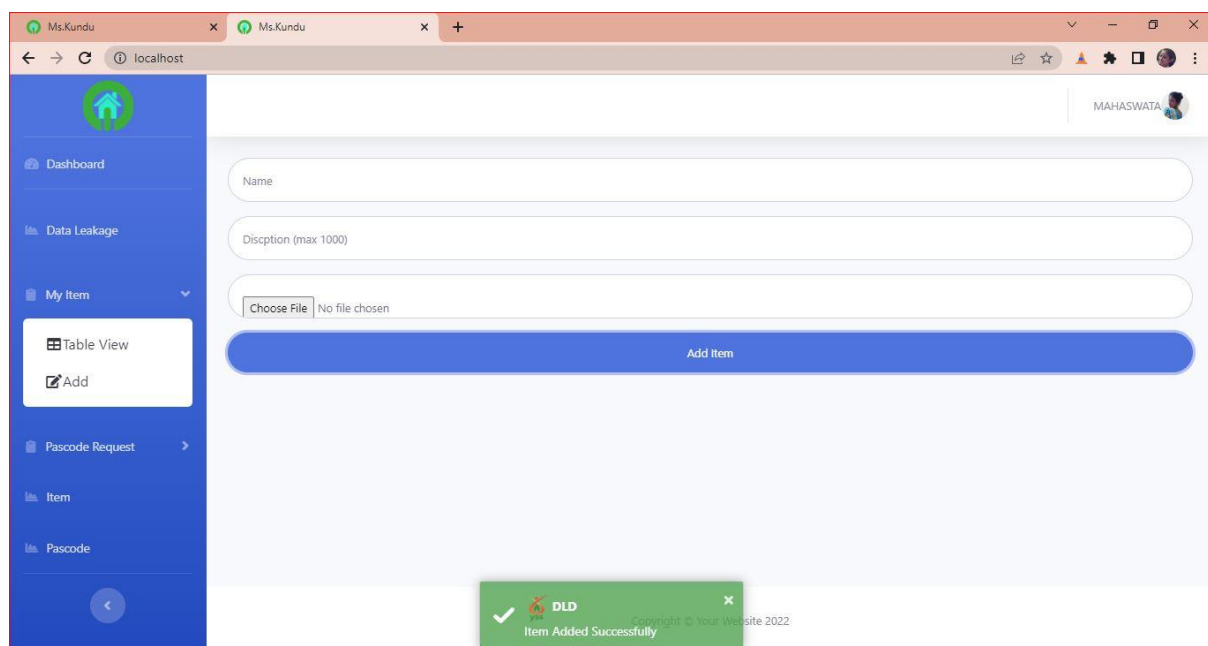 Ms.Kundu
Ms.Kundu
localhost
MAHASWATA
Dashboard
Data Leakage
My Item
Table View
Add
Pascode Request
Item
Pascode
Name
Discption (max 1000)
Choose File No file chosen
Add Item
DLD
Item Added Successfully
Copyright © Your Website 2022